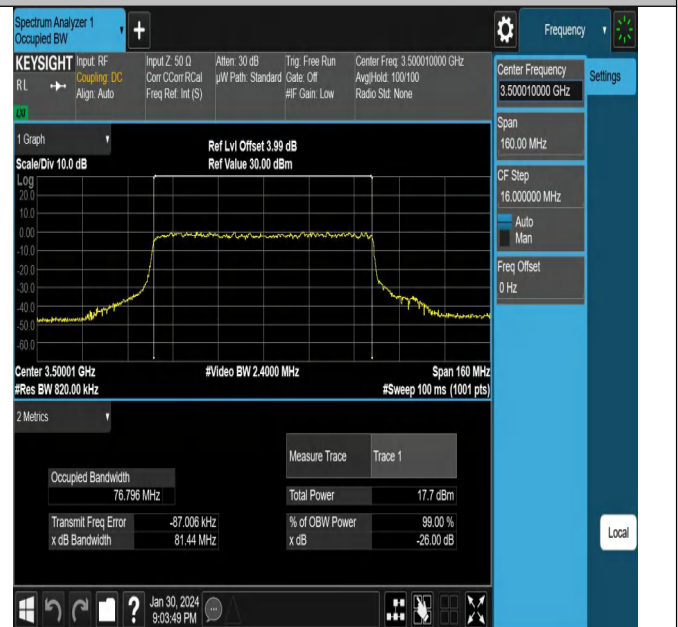 Spectrum Analyzer 1
Occupied BW
+
Frequency
KEYSIGHT
RL
LXI
Input: RF
Coupling: DC
Align: Auto
Input Z: 50 Ω
Corr CCorr RCal
Freq Ref: Int (S)
Atten: 30 dB
µW Path: Standard
Trig: Free Run
Gate: Off
#IF Gain: Low
Center Freq: 3.500010000 GHz
Avg|Hold: 100/100
Radio Std: None
Center Frequency
3.500010000 GHz
Settings
Span
160.00 MHz
CF Step
16.000000 MHz
Auto
Man
Freq Offset
0 Hz
1 Graph
Scale/Div 10.0 dB
Ref Lvl Offset 3.99 dB
Ref Value 30.00 dBm
Log
20.0
10.0
0.00
-10.0
-20.0
-30.0
-40.0
-50.0
-60.0
Center 3.50001 GHz
#Res BW 820.00 kHz
#Video BW 2.4000 MHz
Span 160 MHz
#Sweep 100 ms (1001 pts)
2 Metrics
Occupied Bandwidth
76.796 MHz
Transmit Freq Error -87.006 kHz
x dB Bandwidth 81.44 MHz
Measure Trace Trace 1
Total Power 17.7 dBm
% of OBW Power 99.00 %
x dB -26.00 dB
Local
?
Jan 30, 2024
9:03:49 PM